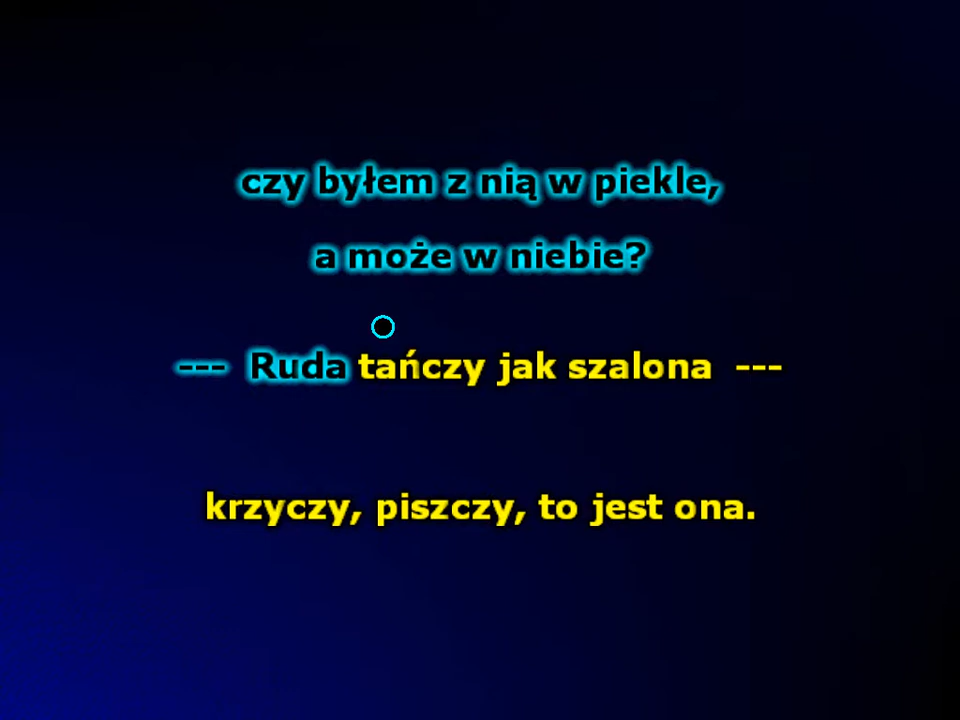 czy byłem z nią w piekle,
a może w niebie?
--- Ruda tańczy jak szalona ---
krzyczy, piszczy, to jest ona.